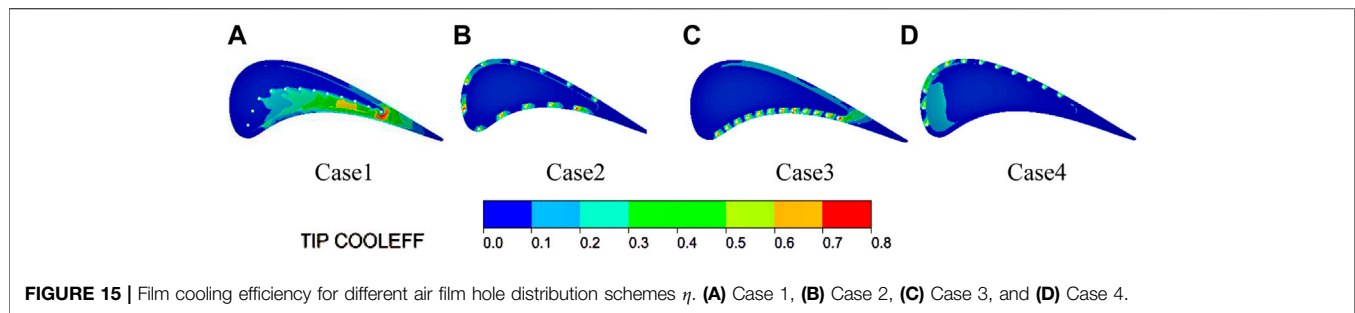 A B C D
Case1 Case2 Case3 Case4
TIP COOLEFF
0.0 0.1 0.2 0.3 0.4 0.5 0.6 0.7 0.8
FIGURE 15 | Film cooling efficiency for different air film hole distribution schemes η. (A) Case 1, (B) Case 2, (C) Case 3, and (D) Case 4.